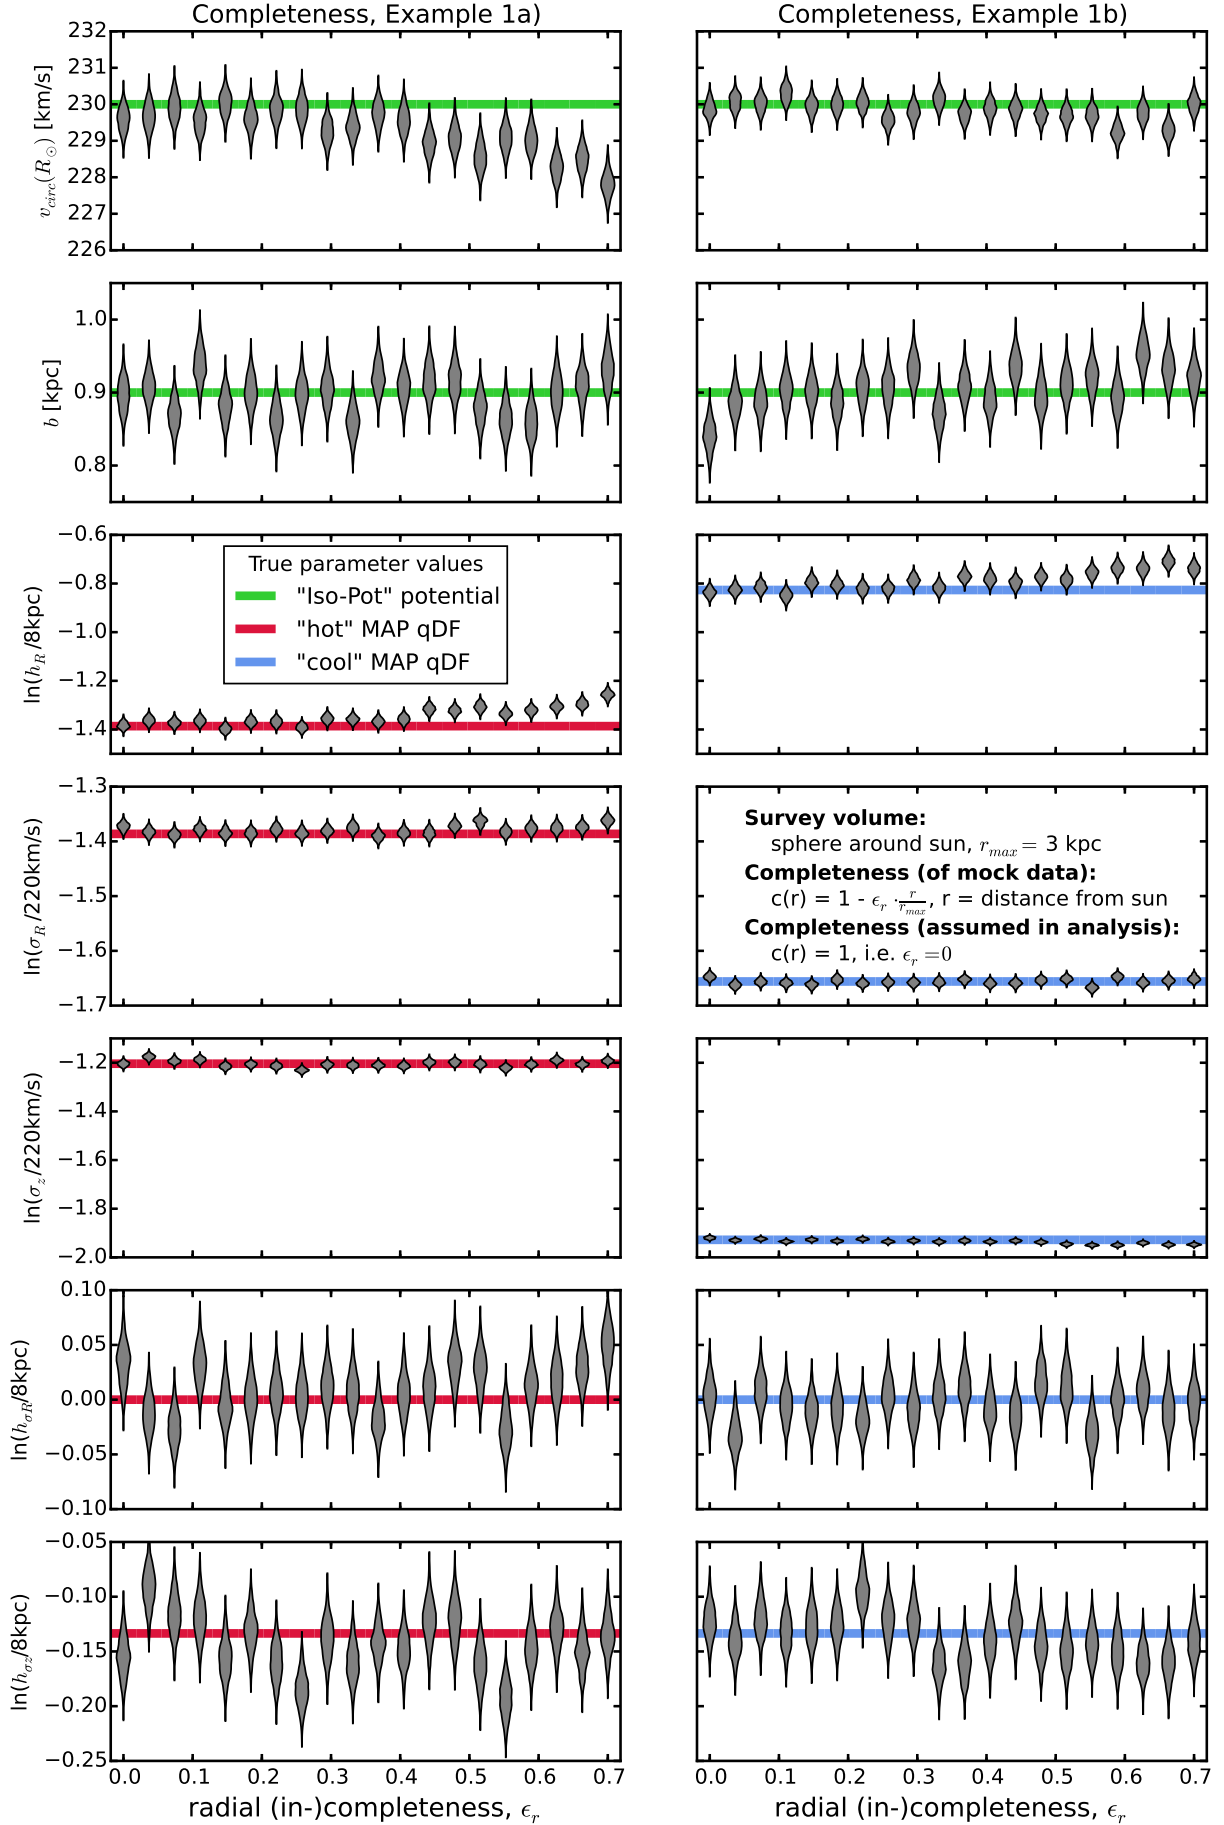 Completeness, Example 1a)
Completeness, Example 1b)
232
231
230
229
228
227
226
v_circ(R_⊙) [km/s]
1.0
0.9
0.8
b [kpc]
−0.6
−0.8
−1.0
−1.2
−1.4
ln(h_R/8kpc)
True parameter values
"Iso-Pot" potential
"hot" MAP qDF
"cool" MAP qDF
−1.3
−1.4
−1.5
−1.6
−1.7
ln(σ_R/220km/s)
Survey volume:
sphere around sun, r_max = 3 kpc
Completeness (of mock data):
c(r) = 1 - ϵ_r · r/r_max, r = distance from sun
Completeness (assumed in analysis):
c(r) = 1, i.e. ϵ_r = 0
−1.2
−1.4
−1.6
−1.8
−2.0
ln(σ_z/220km/s)
0.10
0.05
0.00
−0.05
−0.10
ln(h_σR/8kpc)
−0.05
−0.10
−0.15
−0.20
−0.25
ln(h_σz/8kpc)
0.0 0.1 0.2 0.3 0.4 0.5 0.6 0.7
0.0 0.1 0.2 0.3 0.4 0.5 0.6 0.7
radial (in-)completeness, ϵ_r
radial (in-)completeness, ϵ_r